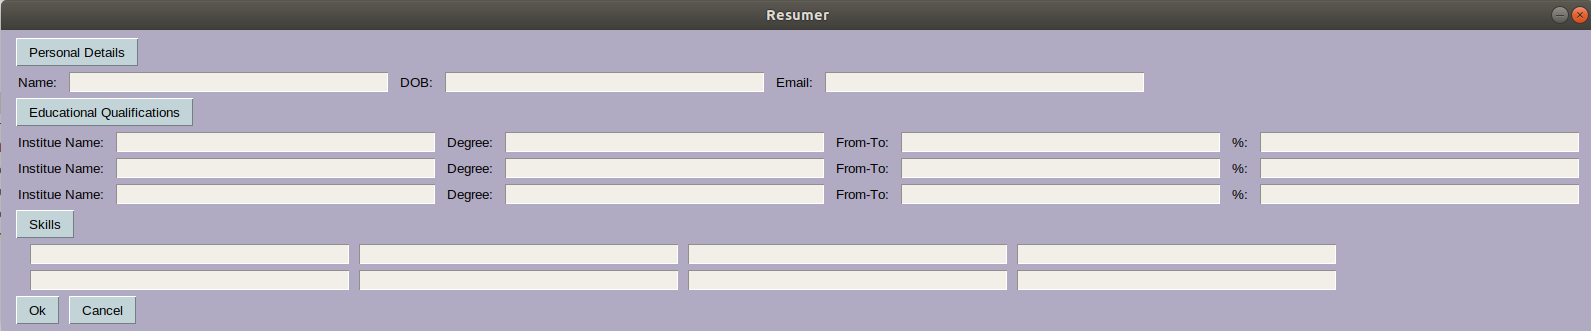 Resumer
Personal Details
Name: DOB: Email:
Educational Qualifications
Institue Name: Degree: From-To: %:
Institue Name: Degree: From-To: %:
Institue Name: Degree: From-To: %:
Skills
Ok Cancel